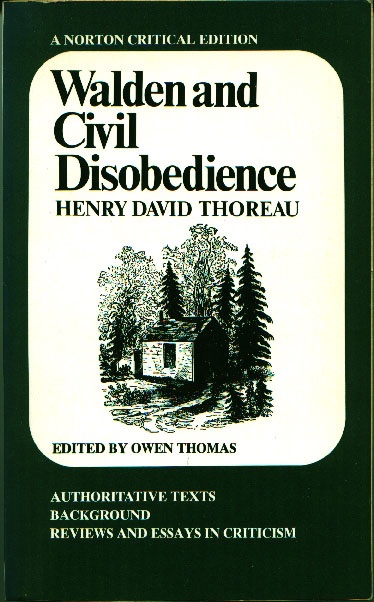 A NORTON CRITICAL EDITION
Walden and
Civil
Disobedience
HENRY DAVID THOREAU
EDITED BY OWEN THOMAS
AUTHORITATIVE TEXTS
BACKGROUND
REVIEWS AND ESSAYS IN CRITICISM